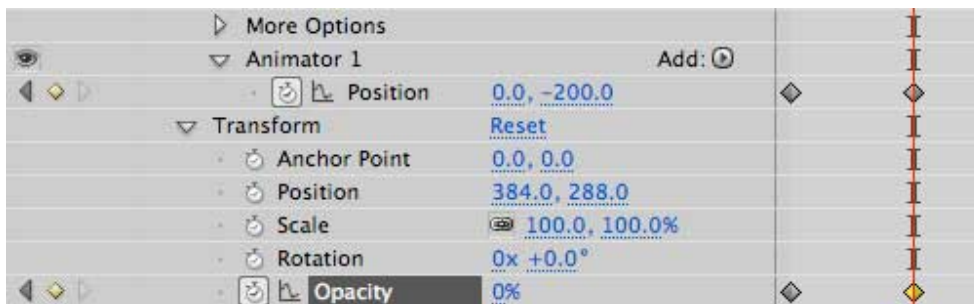 More Options
Animator 1 Add:
Position 0.0, -200.0
Transform Reset
Anchor Point 0.0, 0.0
Position 384.0, 288.0
Scale 100.0, 100.0%
Rotation 0x +0.0°
Opacity 0%